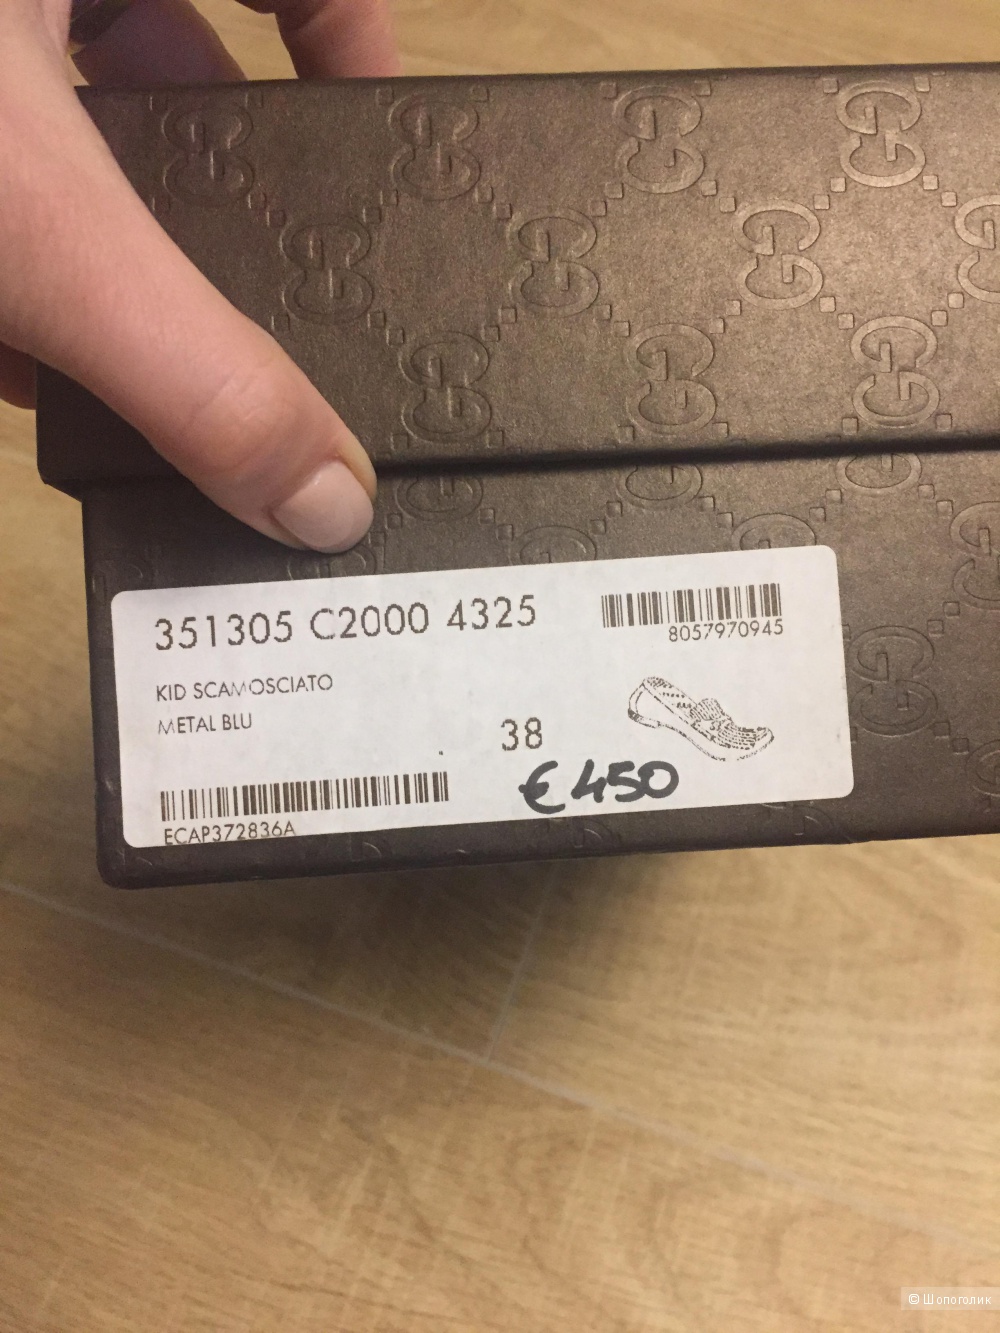 351305 C2000 4325
8057970945
KID SCAMOSCIATO
METAL BLU
38
€450
ECAP372836A
© Шопоголик